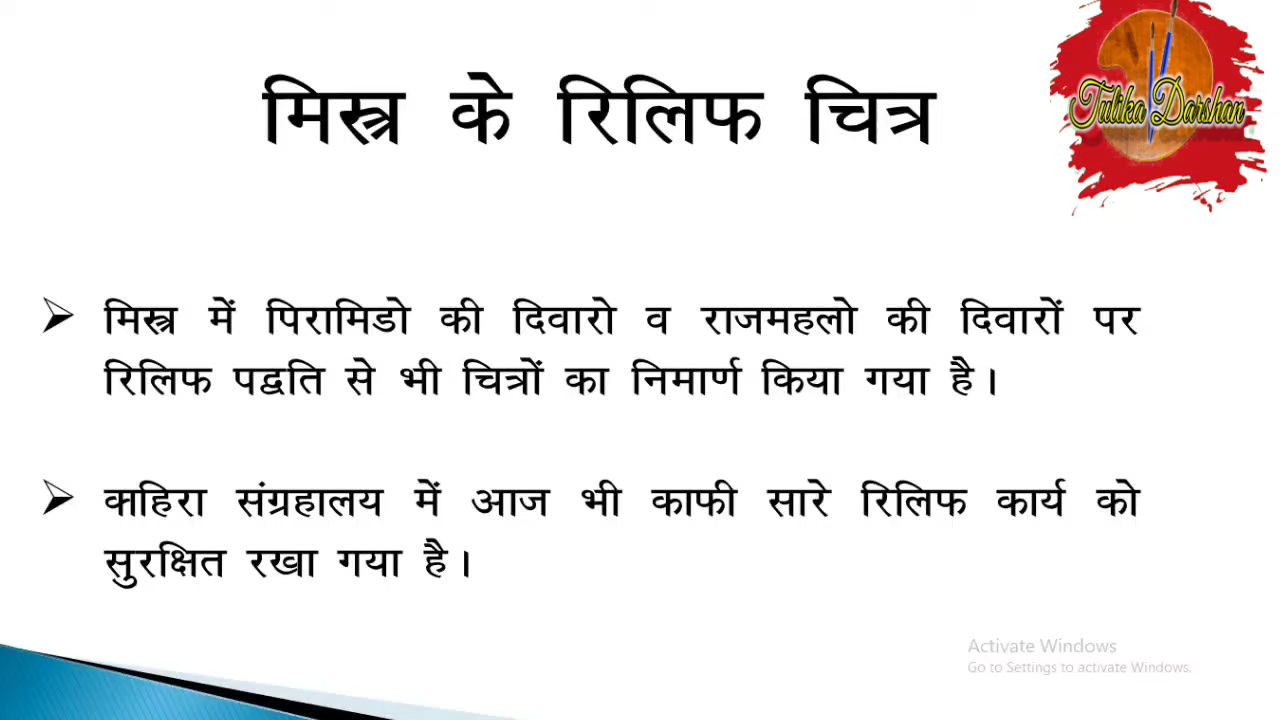 Tulika Darshan
मिस्त्र के रिलिफ चित्र
➢ मिस्त्र में पिरामिडो की दिवारो व राजमहलो की दिवारों पर
रिलिफ पद्वति से भी चित्रों का निमार्ण किया गया है।
➢ काहिरा संग्रहालय में आज भी काफी सारे रिलिफ कार्य को
सुरक्षित रखा गया है।
Activate Windows
Go to Settings to activate Windows.